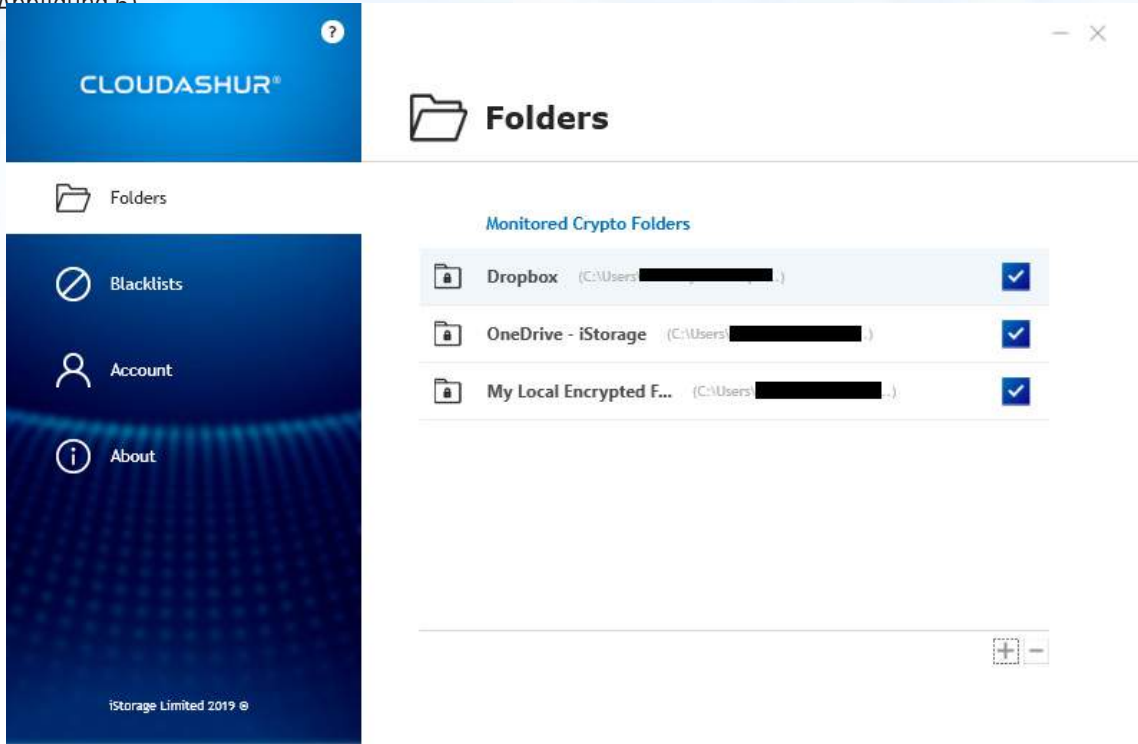 ?
CLOUDASHUR®
Folders
Folders
Blacklists
Account
About
iStorage Limited 2019 ©
Monitored Crypto Folders
Dropbox (C:\Users\ ..)
OneDrive - iStorage (C:\Users\ ..)
My Local Encrypted F... (C:\Users\ ..)